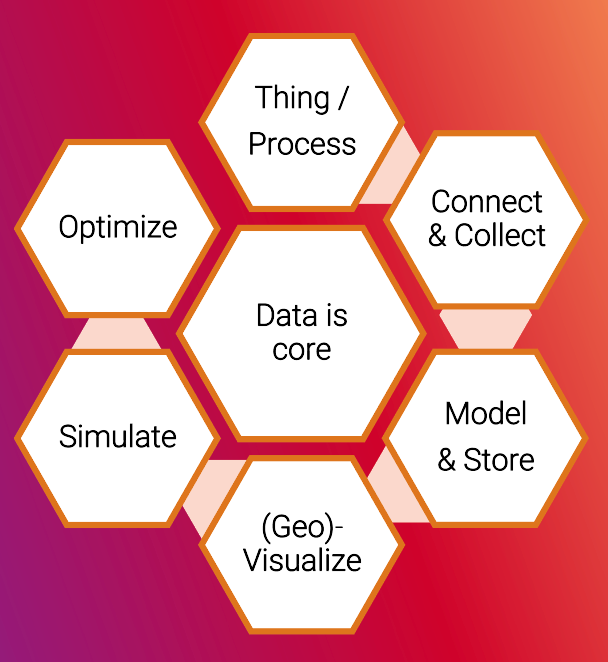 Thing /
Process
Connect
& Collect
Model
& Store
(Geo)-
Visualize
Simulate
Optimize
Data is
core